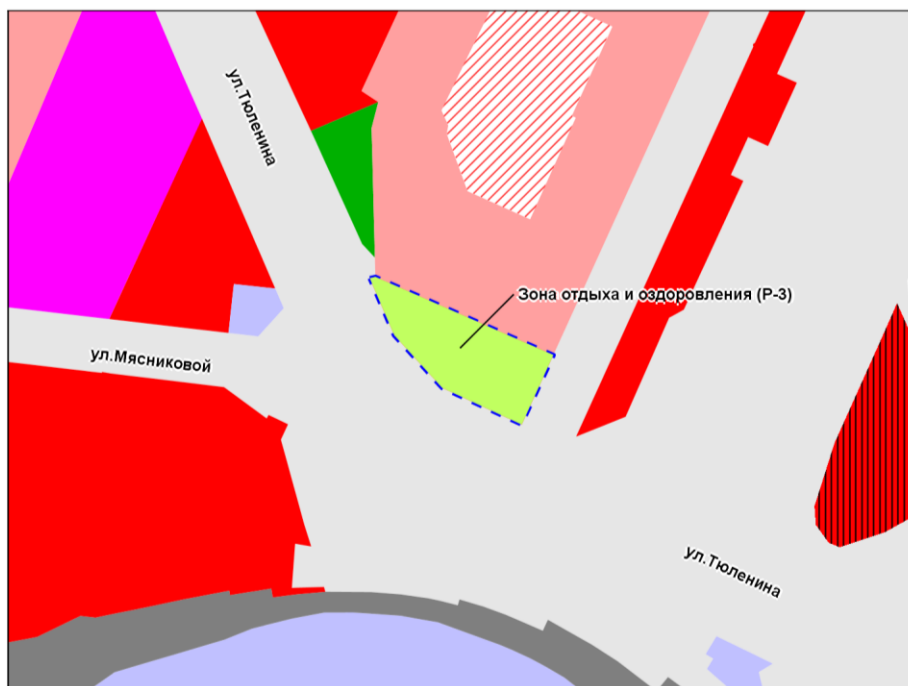 ул.Тюленина
Зона отдыха и оздоровления (Р-3)
ул.Мясниковой
ул.Тюленина